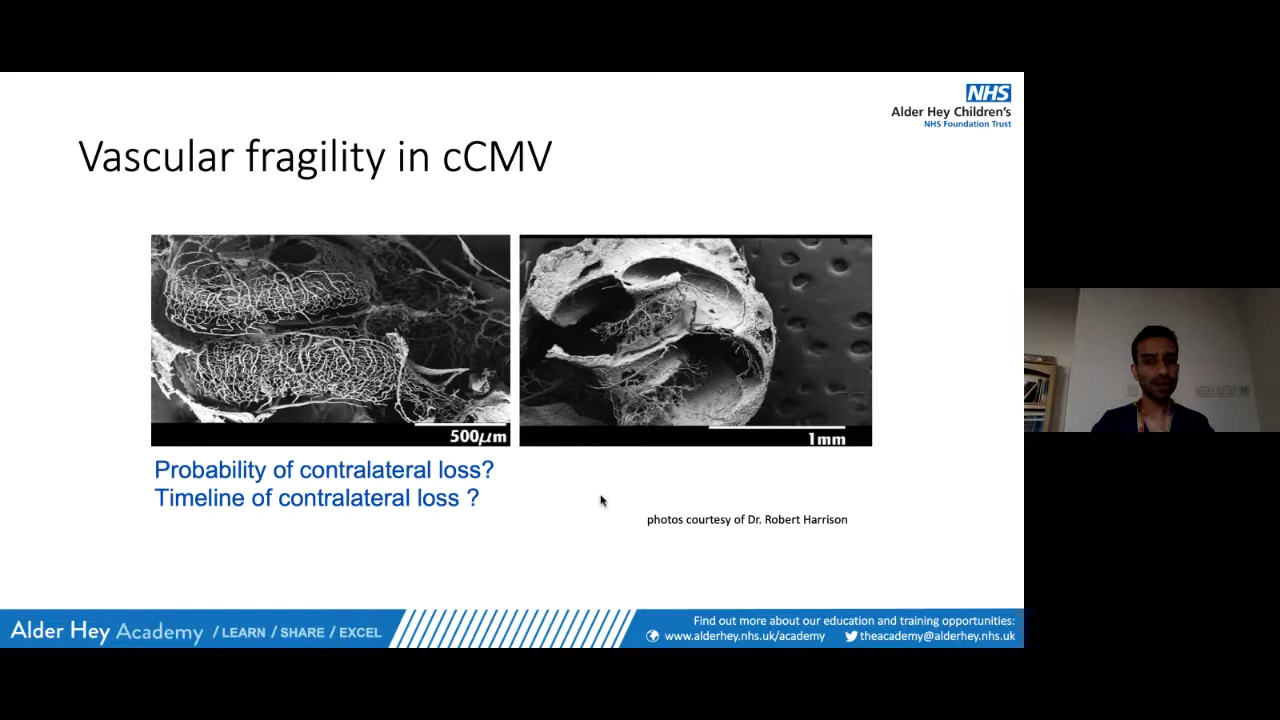 NHS
Alder Hey Children's
NHS Foundation Trust
Vascular fragility in cCMV
500µm
1mm
Probability of contralateral loss?
Timeline of contralateral loss ?
photos courtesy of Dr. Robert Harrison
Alder Hey Academy / LEARN / SHARE / EXCEL
Find out more about our education and training opportunities:
www.alderhey.nhs.uk/academy theacademy@alderhey.nhs.uk